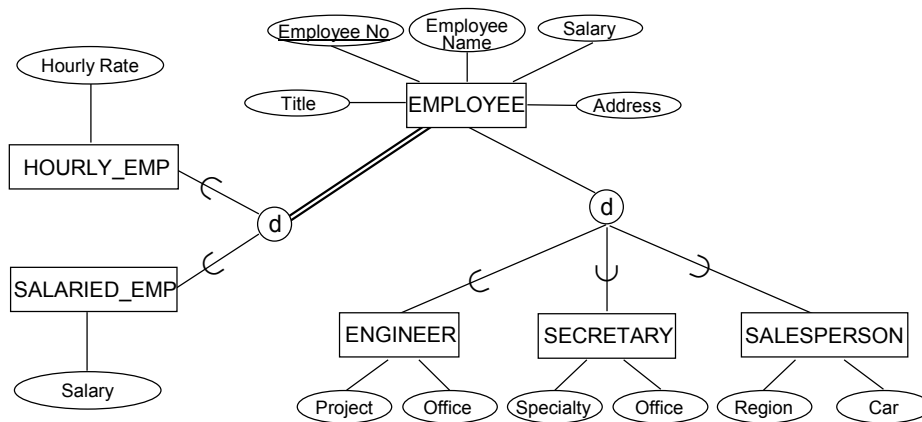 Employee No
Employee
Name
Salary
Hourly Rate
Title
EMPLOYEE
Address
HOURLY_EMP
d
d
SALARIED_EMP
ENGINEER
SECRETARY
SALESPERSON
Salary
Project
Office
Specialty
Office
Region
Car